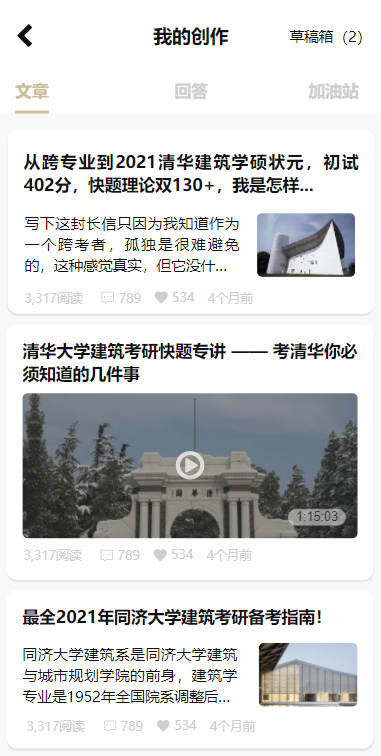 我的创作
草稿箱（2）
文章
回答
加油站
从跨专业到2021清华建筑学硕状元，初试
402分，快题理论双130+，我是怎样...
写下这封长信只因为我知道作为
一个跨考者，孤独是很难避免
的，这种感觉真实，但它没什...
3,317阅读 789 534 4个月前
清华大学建筑考研快题专讲 —— 考清华你必
须知道的几件事
園華清
1:15:03
3,317阅读 789 534 4个月前
最全2021年同济大学建筑考研备考指南！
同济大学建筑系是同济大学建筑
与城市规划学院的前身，建筑学
专业是1952年全国院系调整后...
3,317阅读 789 534 4个月前